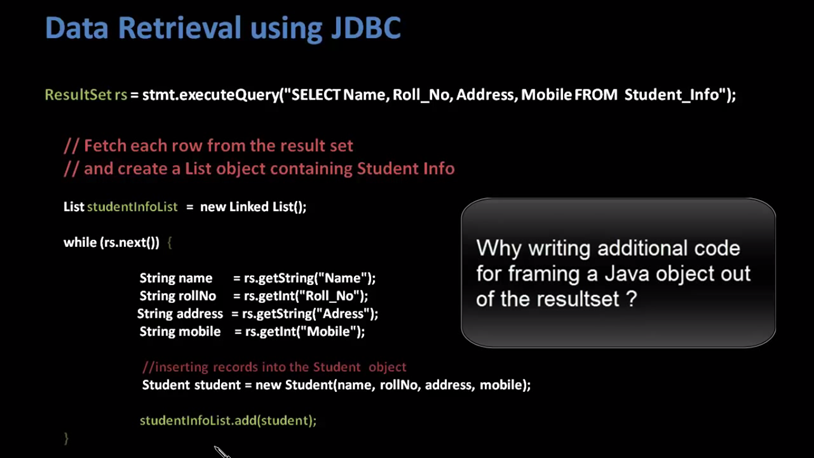 Data Retrieval using JDBC
ResultSet rs = stmt.executeQuery("SELECT Name, Roll_No, Address, Mobile FROM Student_Info");
// Fetch each row from the result set
// and create a List object containing Student Info
List studentInfoList = new Linked List();
while (rs.next()) {
String name = rs.getString("Name");
String rollNo = rs.getInt("Roll_No");
String address = rs.getString("Adress");
String mobile = rs.getInt("Mobile");
//inserting records into the Student object
Student student = new Student(name, rollNo, address, mobile);
studentInfoList.add(student);
}
Why writing additional code
for framing a Java object out
of the resultset ?